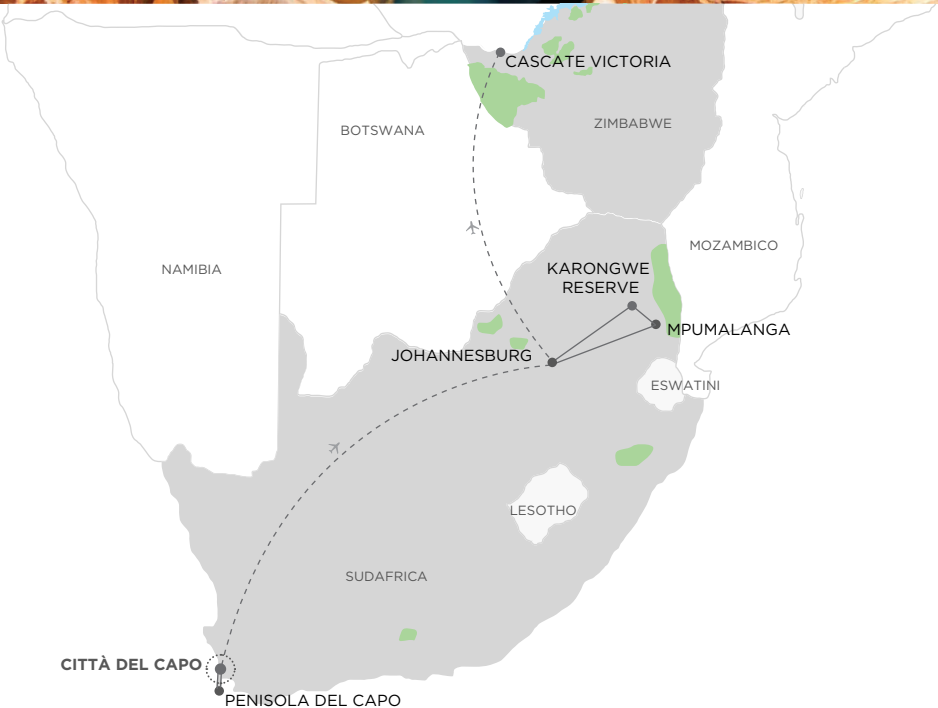 CASCATE VICTORIA
ZIMBABWE
BOTSWANA
MOZAMBICO
NAMIBIA
KARONGWE
RESERVE
MPUMALANGA
JOHANNESBURG
ESWATINI
LESOTHO
SUDAFRICA
CITTÀ DEL CAPO
PENISOLA DEL CAPO